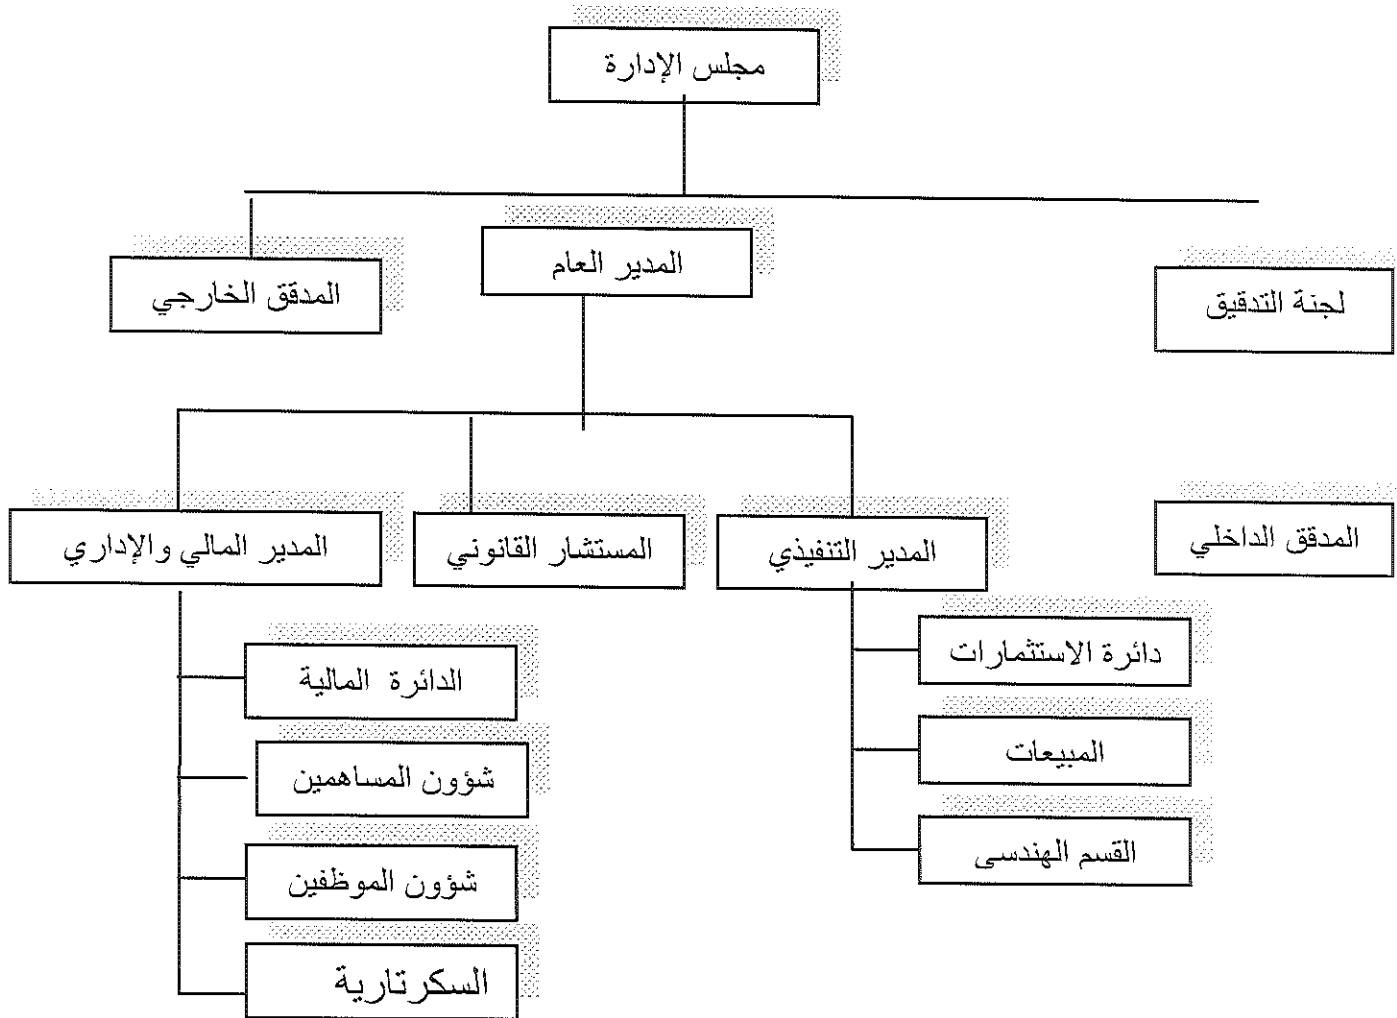 مجلس الإدارة
المدير العام
لجنة التدقيق
المدقق الخارجي
المدقق الداخلي
المدير التنفيذي
المستشار القانوني
المدير المالي والإداري
دائرة الاستثمارات
المبيعات
القسم الهندسى
الدائرة المالية
شؤون المساهمين
شؤون الموظفين
السكرتارية